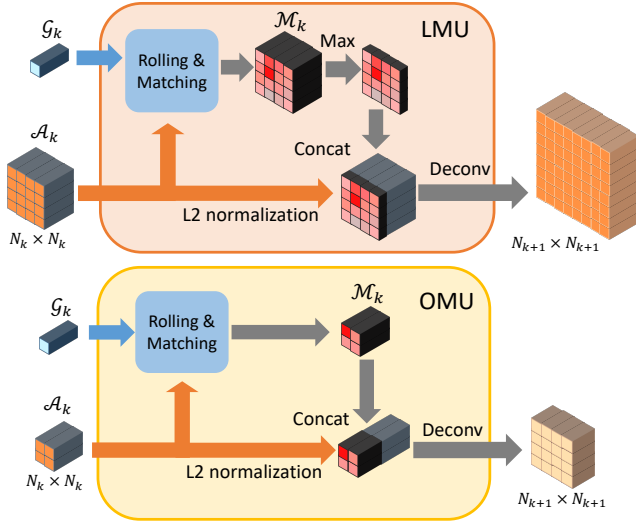 LMU
𝒢ₖ
ℳₖ
Max
Rolling &
Matching
𝒜ₖ
Concat
Deconv
L2 normalization
Nₖ × Nₖ
Nₖ₊₁ × Nₖ₊₁
OMU
𝒢ₖ
ℳₖ
Rolling &
Matching
𝒜ₖ
Concat
Deconv
L2 normalization
Nₖ × Nₖ
Nₖ₊₁ × Nₖ₊₁